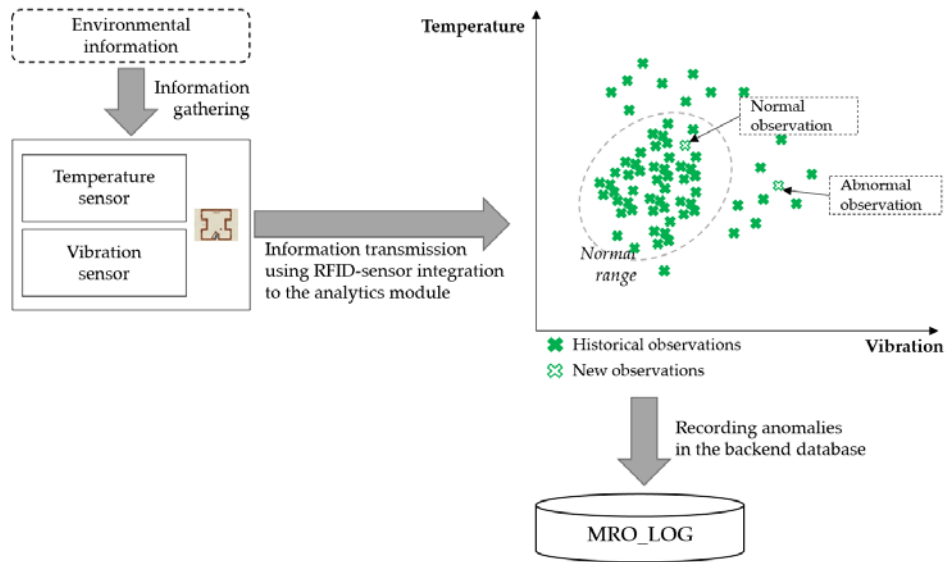 Environmental
information
Information
gathering
Temperature
sensor
Vibration
sensor
Information transmission
using RFID-sensor integration
to the analytics module
Temperature
Normal
observation
Abnormal
observation
Normal
range
Vibration
Historical observations
New observations
Recording anomalies
in the backend database
MRO_LOG